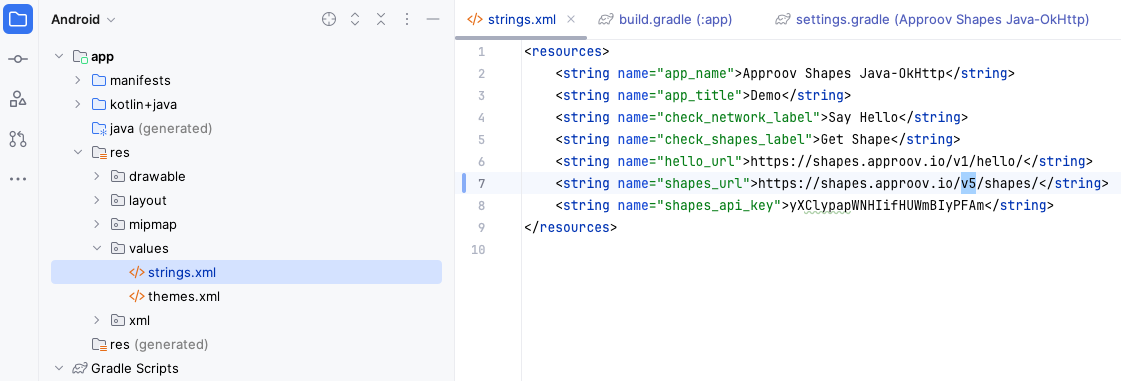 Android
app
manifests
kotlin+java
java (generated)
res
drawable
layout
mipmap
values
strings.xml
themes.xml
xml
res (generated)
Gradle Scripts
strings.xml
build.gradle (:app)
settings.gradle (Approov Shapes Java-OkHttp)
1 <resources>
2 <string name="app_name">Approov Shapes Java-OkHttp</string>
3 <string name="app_title">Demo</string>
4 <string name="check_network_label">Say Hello</string>
5 <string name="check_shapes_label">Get Shape</string>
6 <string name="hello_url">https://shapes.approov.io/v1/hello/</string>
7 <string name="shapes_url">https://shapes.approov.io/v5/shapes/</string>
8 <string name="shapes_api_key">yXClypapWNHIifHUWmBIyPFAm</string>
9 </resources>
10